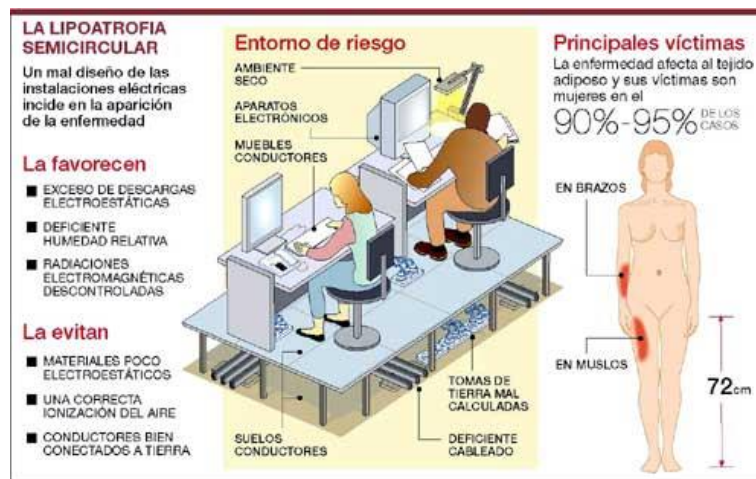 LA LIPOATROFIA
SEMICIRCULAR
Un mal diseño de las
instalaciones eléctricas
incide en la aparición
de la enfermedad
La favorecen
EXCESO DE DESCARGAS
ELECTROESTÁTICAS
DEFICIENTE
HUMEDAD RELATIVA
RADIACIONES
ELECTROMAGNÉTICAS
DESCONTROLADAS
La evitan
MATERIALES POCO
ELECTROESTÁTICOS
UNA CORRECTA
IONIZACIÓN DEL AIRE
CONDUCTORES BIEN
CONECTADOS A TIERRA
Entorno de riesgo
AMBIENTE
SECO
APARATOS
ELECTRÓNICOS
MUEBLES
CONDUCTORES
SUELOS
CONDUCTORES
TOMAS DE
TIERRA MAL
CALCULADAS
DEFICIENTE
CABLEADO
Principales víctimas
La enfermedad afecta al tejido
adiposo y sus víctimas son
mujeres en el
90%-95% DE LOS
CASOS
EN BRAZOS
EN MUSLOS
72cm